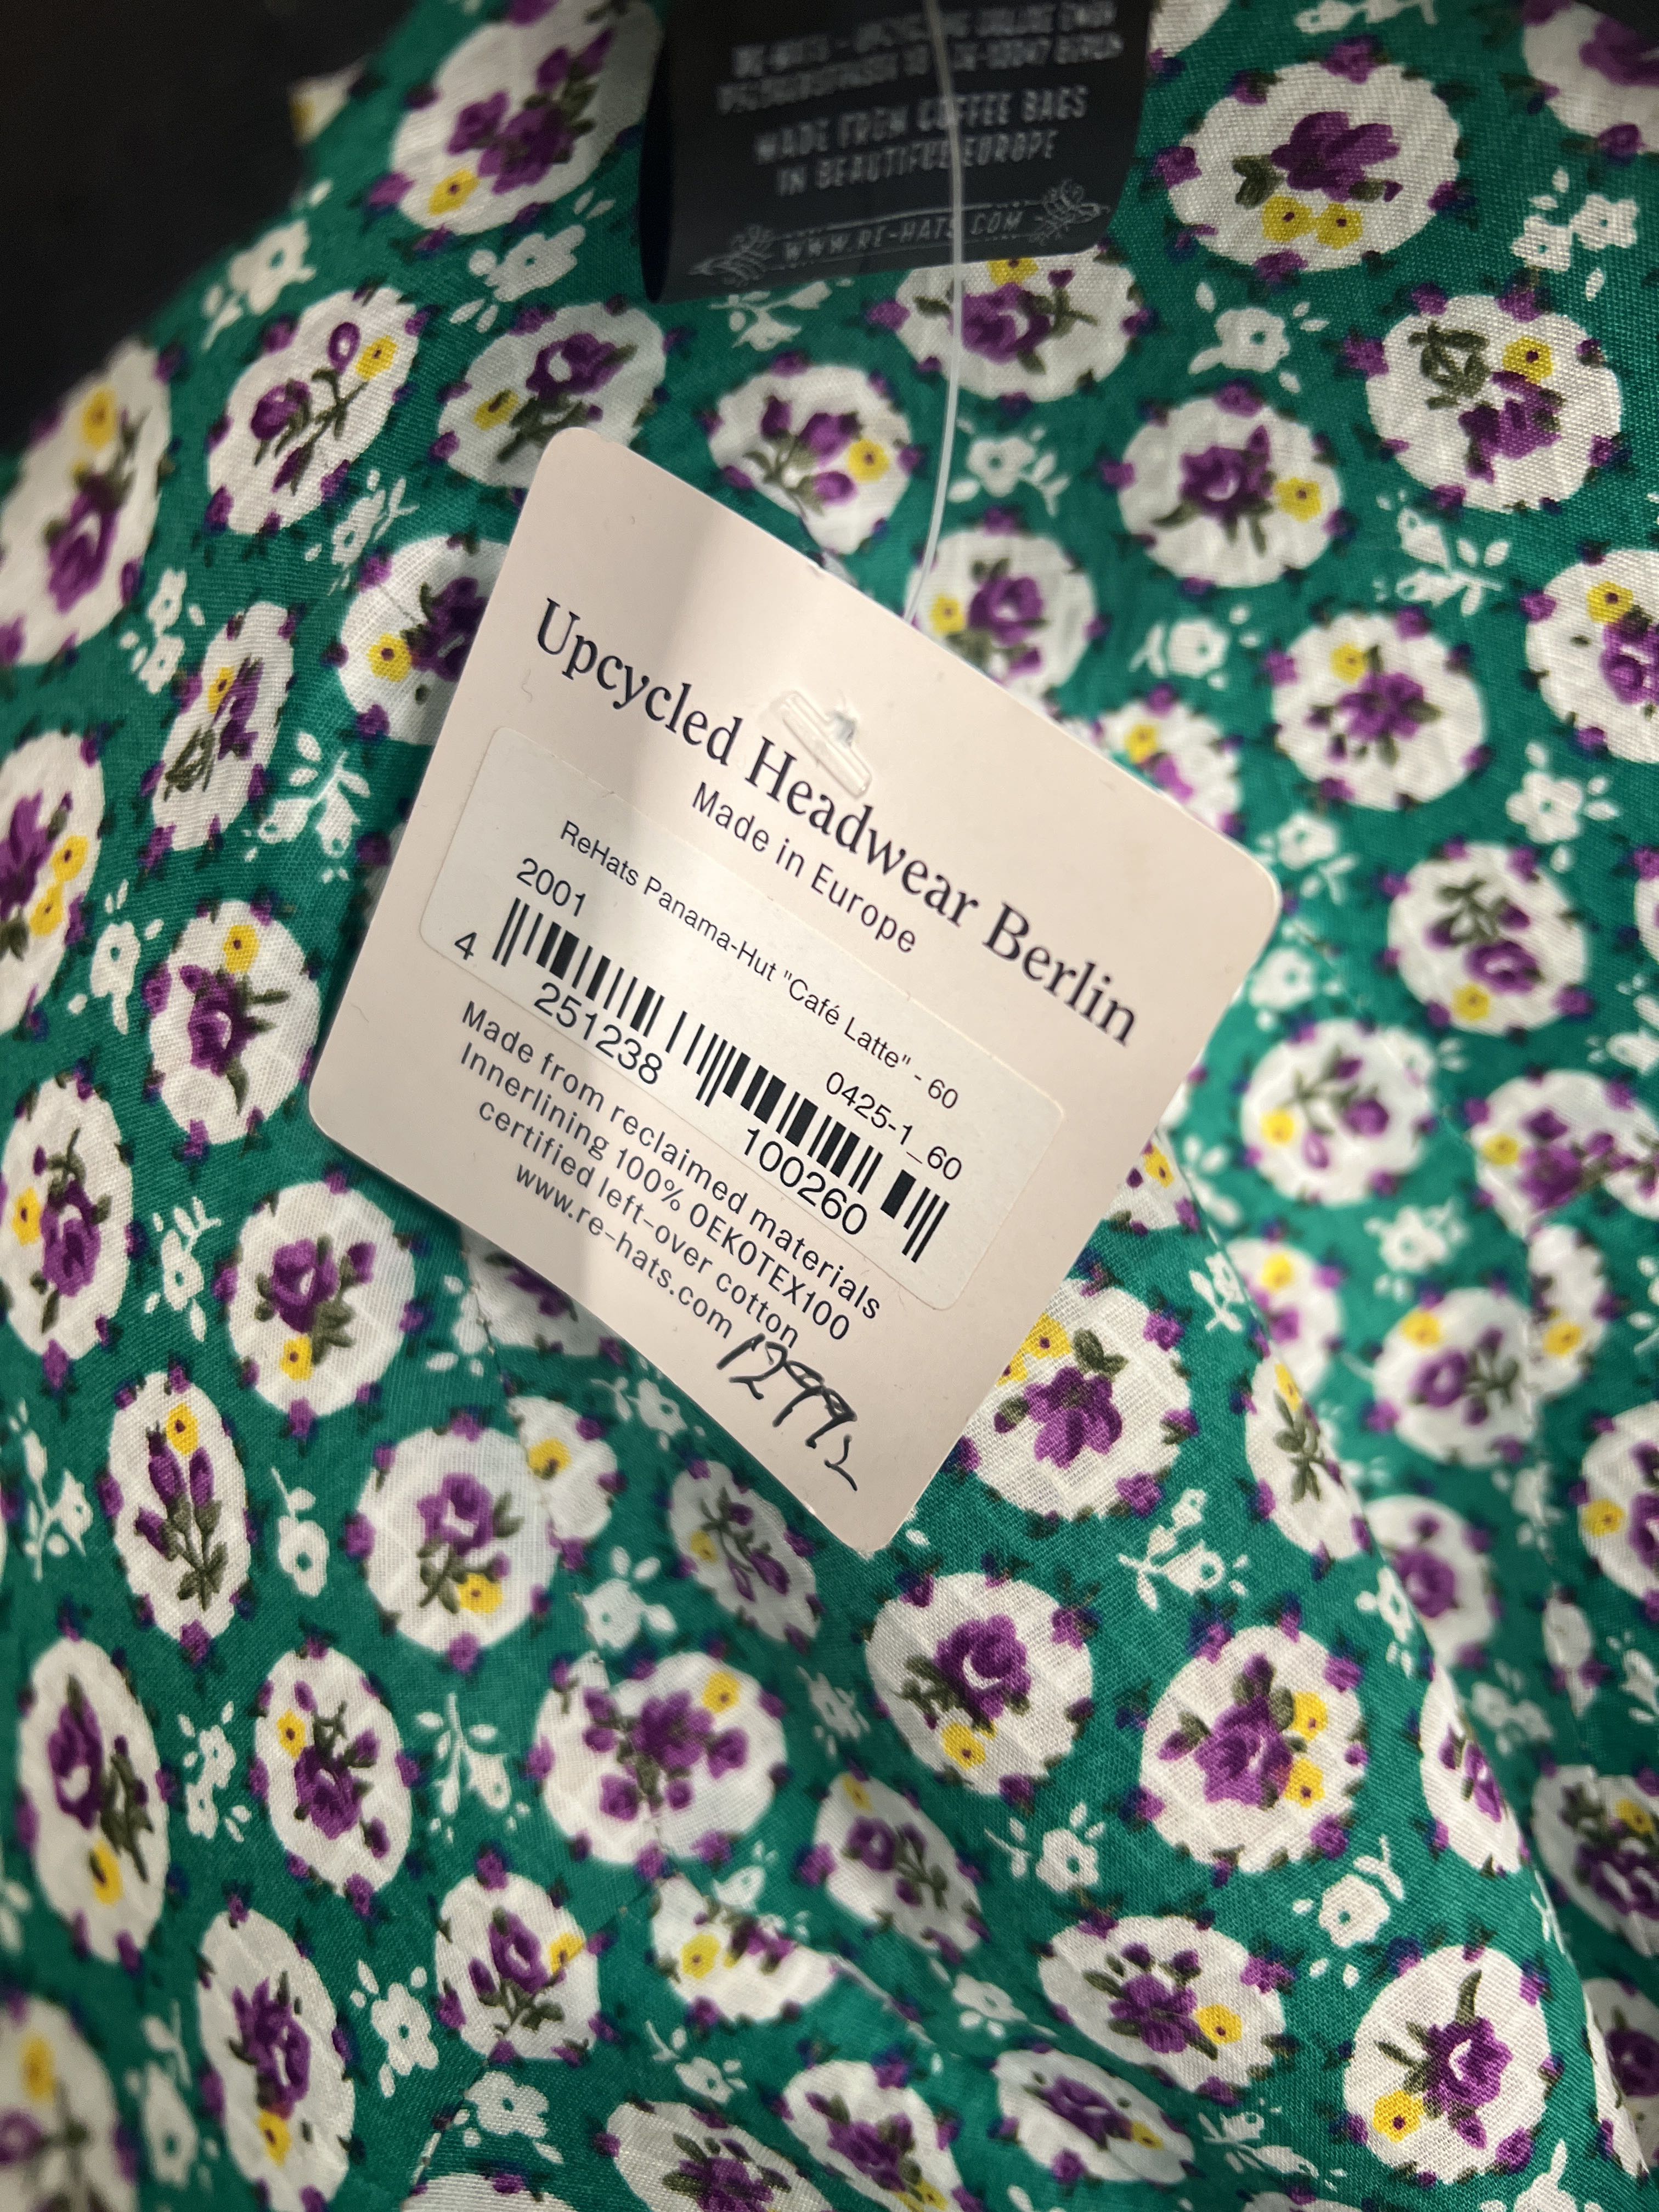 MADE FROM COFFEE BAGS
IN BEAUTIFUL EUROPE
WWW.RE-HATS.COM
Upcycled Headwear Berlin
Made in Europe
ReHats Panama-Hut "Café Latte" - 60
2001 0425-1_60
4 251238 100260
Made from reclaimed materials
Innerlining 100% OEKOTEX100
certified left-over cotton
www.re-hats.com